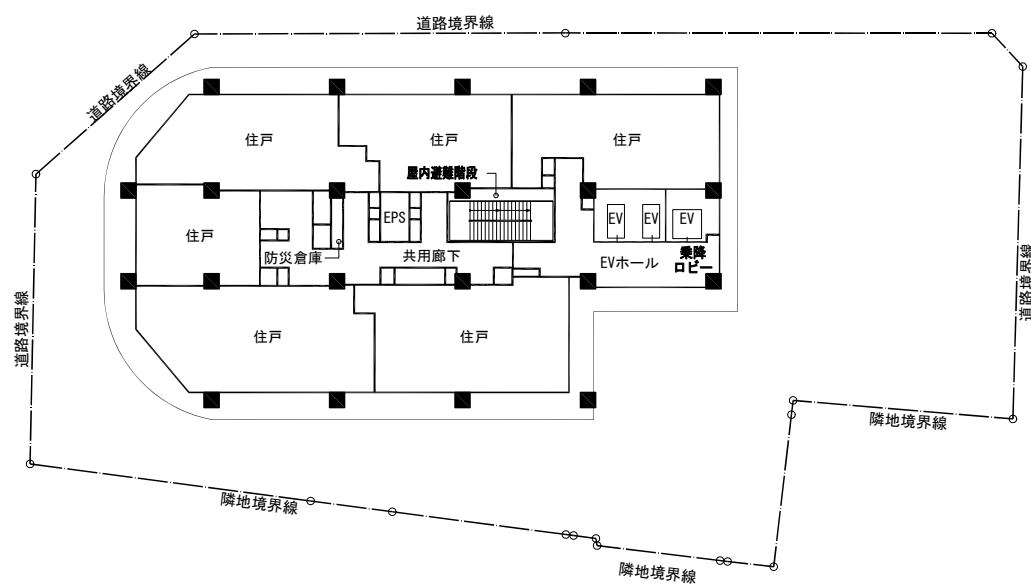 道路境界線
道路境界線
住戸
住戸
住戸
屋内避難階段
住戸
EPS
EV
EV
EV
防災倉庫
共用廊下
EVホール
乗降
ロビー
道路境界線
道路境界線
住戸
住戸
隣地境界線
隣地境界線
隣地境界線